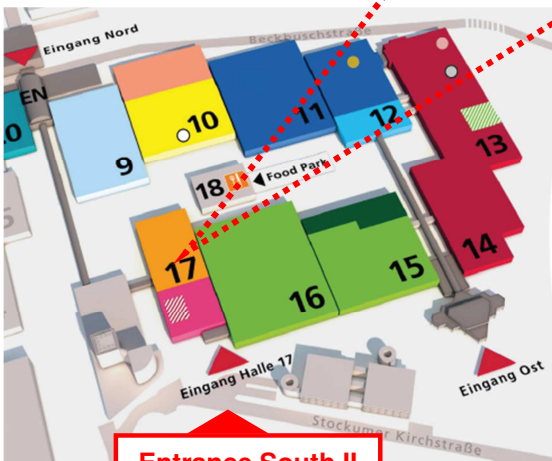 Eingang Nord
Beckbuschstraße
EN
10
11
12
9
13
18
Food Park
17
14
15
16
Eingang Halle 17
Eingang Ost
Stockumer Kirchstraße
Entrance South II